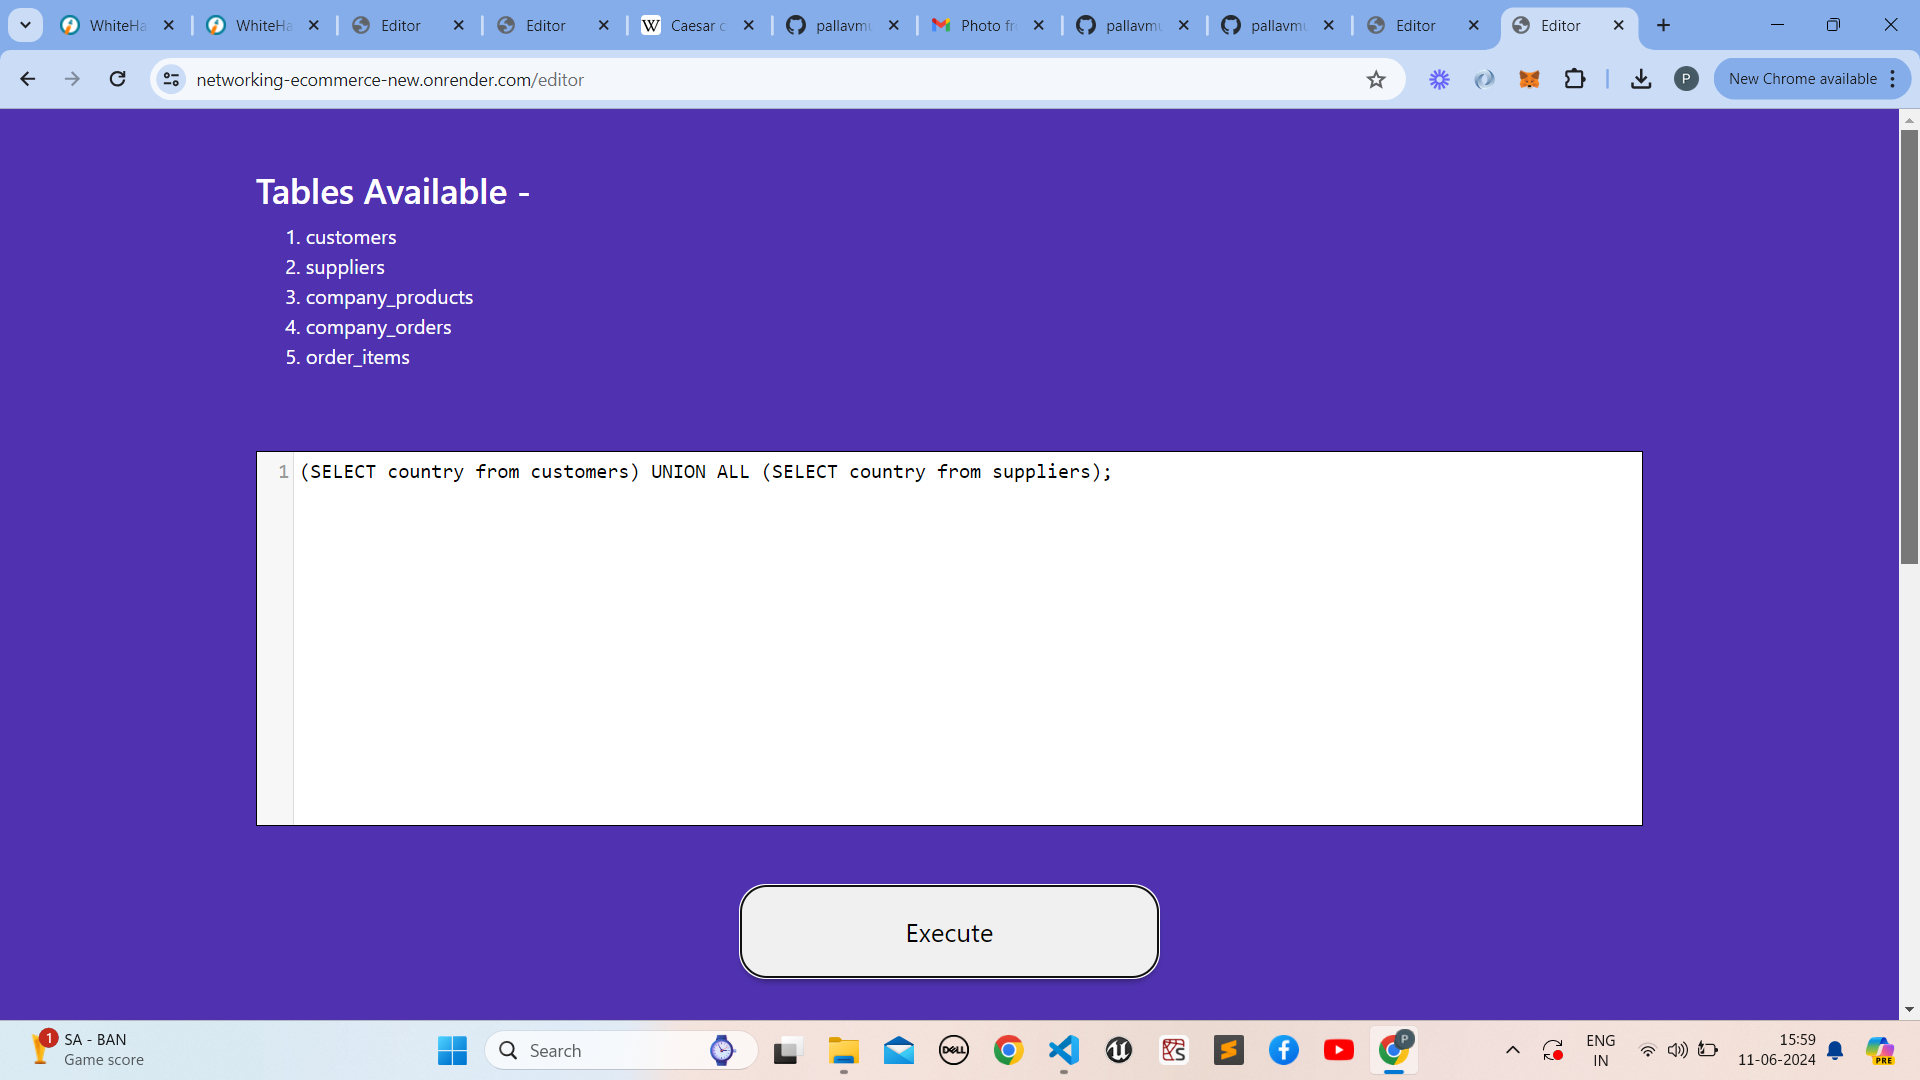 WhiteHa
WhiteHa
Editor
Editor
Caesar c
pallavmu
Photo fr
pallavmu
pallavmu
Editor
Editor
networking-ecommerce-new.onrender.com/editor
P
New Chrome available
Tables Available -
1. customers
2. suppliers
3. company_products
4. company_orders
5. order_items
1 (SELECT country from customers) UNION ALL (SELECT country from suppliers);
Execute
1
SA - BAN
Game score
Search
DELL
P
ENG
IN
15:59
11-06-2024
PRE